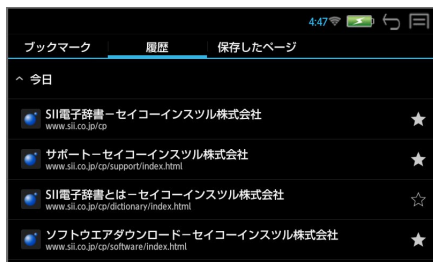 4:47
ブックマーク 履歴 保存したページ
今日
SII電子辞書－セイコーインスツル株式会社
www.sii.co.jp/cp
サポート－セイコーインスツル株式会社
www.sii.co.jp/cp/support/index.html
SII電子辞書とは－セイコーインスツル株式会社
www.sii.co.jp/cp/dictionary/index.html
ソフトウエアダウンロード－セイコーインスツル株式会社
www.sii.co.jp/cp/software/index.html